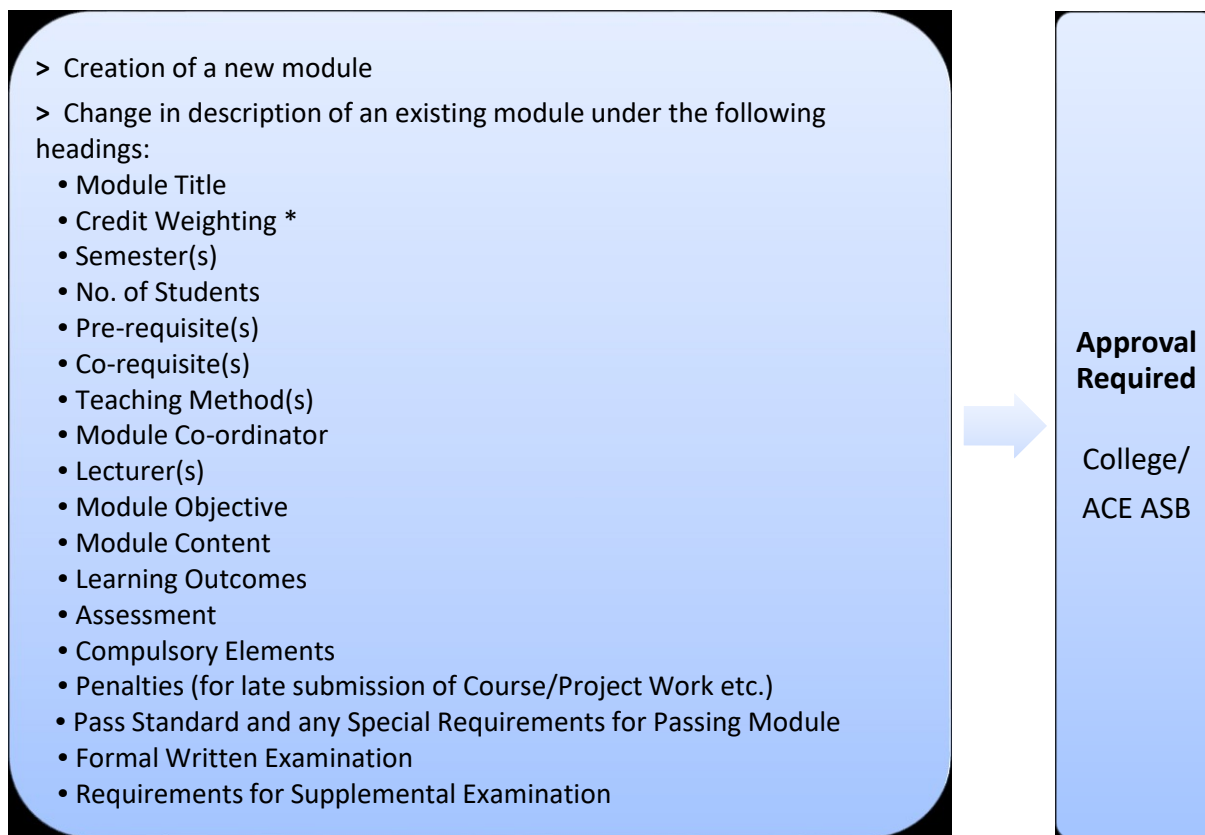 > Creation of a new module
> Change in description of an existing module under the following
headings:
• Module Title
• Credit Weighting *
• Semester(s)
• No. of Students
• Pre-requisite(s)
• Co-requisite(s)
• Teaching Method(s)
• Module Co-ordinator
• Lecturer(s)
• Module Objective
• Module Content
• Learning Outcomes
• Assessment
• Compulsory Elements
• Penalties (for late submission of Course/Project Work etc.)
• Pass Standard and any Special Requirements for Passing Module
• Formal Written Examination
• Requirements for Supplemental Examination
Approval
Required
College/
ACE ASB